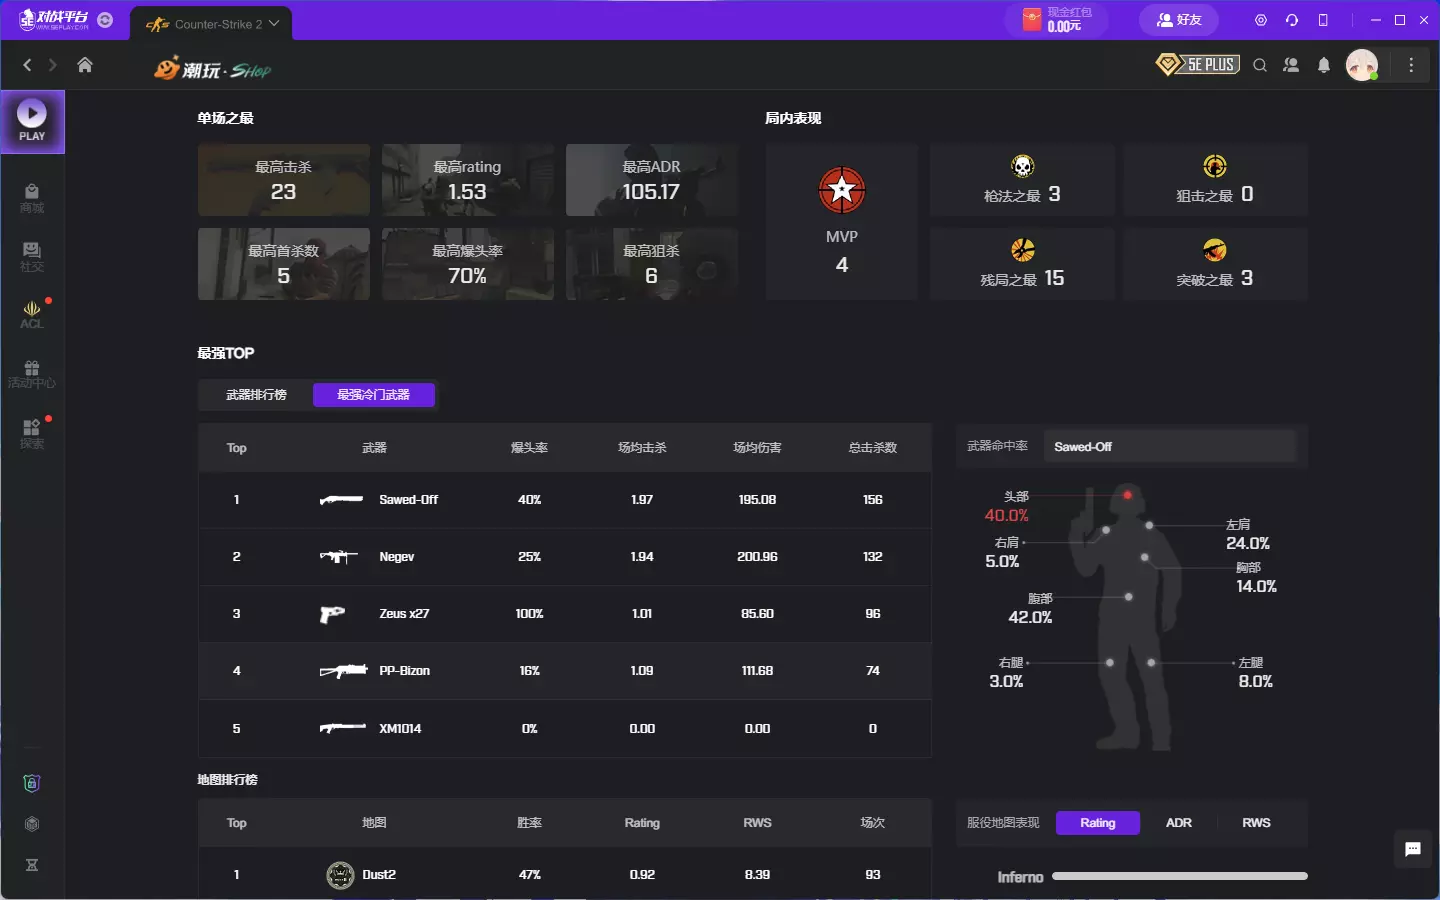 对战平台
WWW.5EPLAY.COM
Counter-Strike 2
现金红包
0.00元
好友
潮玩·SHOP
5E PLUS
PLAY
商城
社交
ACL
活动中心
探索
单场之最
最高击杀
23
最高rating
1.53
最高ADR
105.17
最高首杀数
5
最高爆头率
70%
最高狙杀
6
局内表现
MVP
4
枪法之最 3
狙击之最 0
残局之最 15
突破之最 3
最强TOP
武器排行榜 最强冷门武器
Top 武器 爆头率 场均击杀 场均伤害 总击杀数
1 Sawed-Off 40% 1.97 195.08 156
2 Negev 25% 1.94 200.96 132
3 Zeus x27 100% 1.01 85.60 96
4 PP-Bizon 16% 1.09 111.68 74
5 XM1014 0% 0.00 0.00 0
武器命中率 Sawed-Off
头部
40.0%
左肩
24.0%
右肩
5.0%
胸部
14.0%
腹部
42.0%
右腿
3.0%
左腿
8.0%
地图排行榜
Top 地图 胜率 Rating RWS 场次
1 Dust2 47% 0.92 8.39 93
服役地图表现 Rating ADR RWS
Inferno